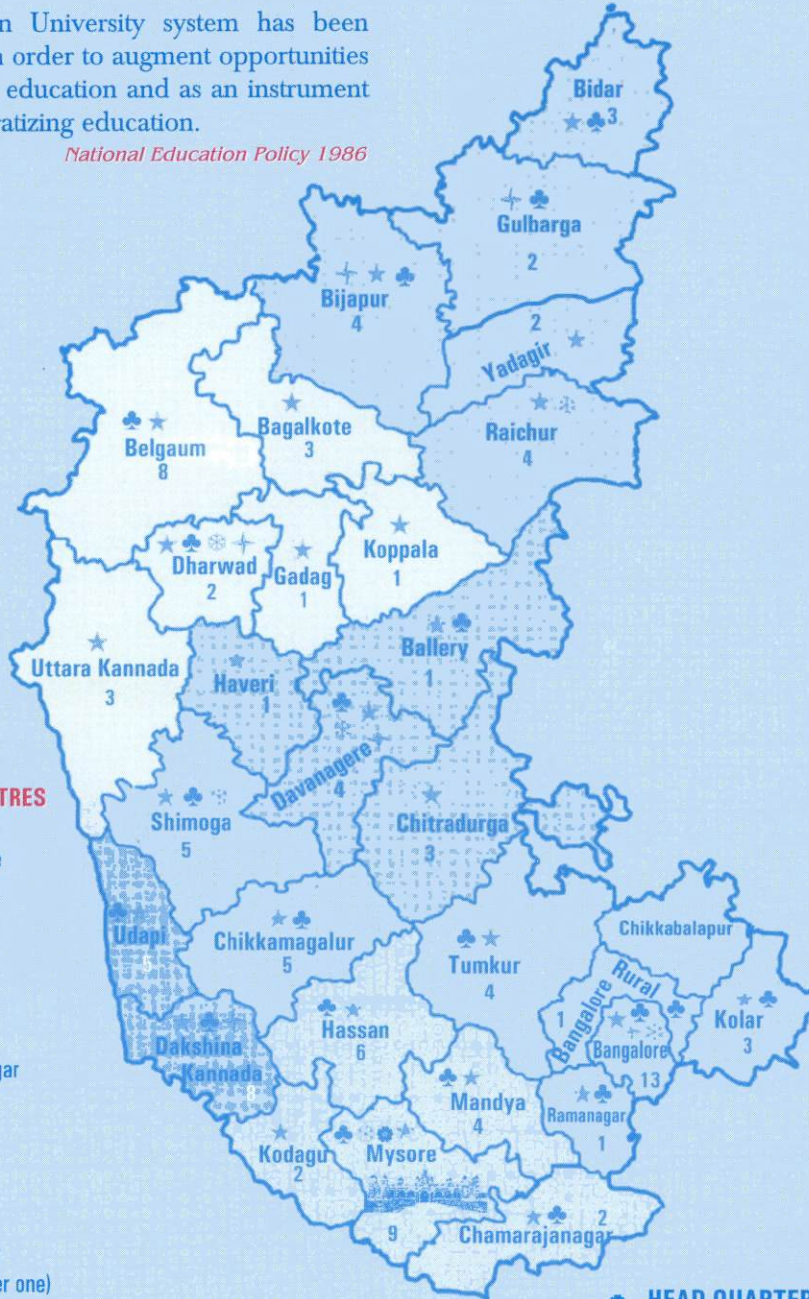 n University system has been
n order to augment opportunities
education and as an instrument
ratizing education.
National Education Policy 1986
Bidar
3
Gulbarga
2
Bijapur
4
2
Yadagir
Raichur
4
Bagalkote
3
Belgaum
8
Dharwad
2
Gadag
1
Koppala
1
Uttara Kannada
3
Haveri
1
Ballery
1
Davanagere
4
TRES
Shimoga
5
Chitradurga
3
e
Udapi
5
Chikkamagalur
5
Tumkur
4
Chikkabalapur
Bangalore Rural
1
Bangalore
13
Kolar
3
Hassan
6
Dakshina
Kannada
8
gar
Mandya
4
Ramanagar
1
Kodagu
2
Mysore
9
Chamarajanagar
2
er one)
HEAD QUARTER